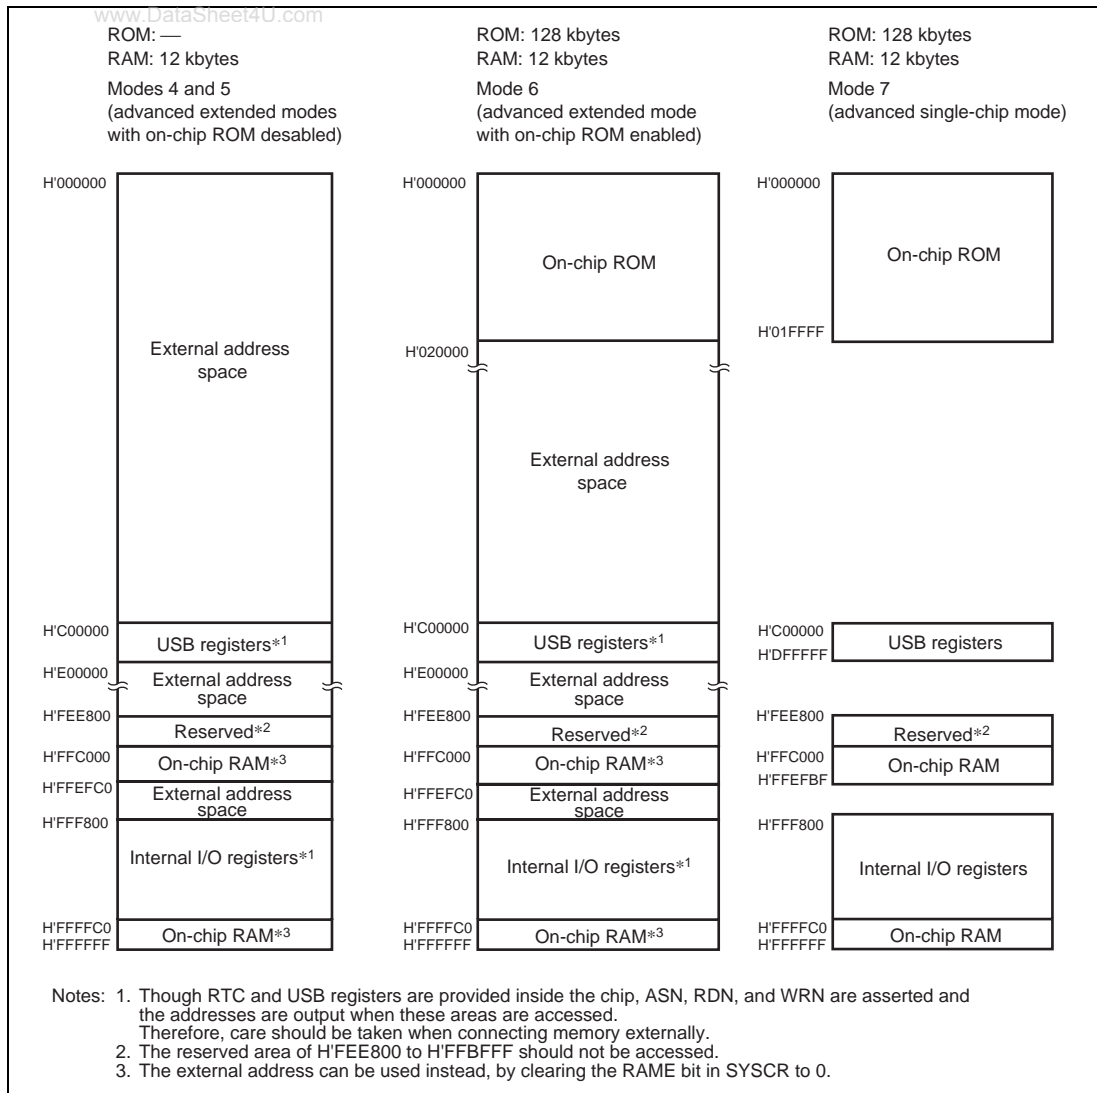 www.DataSheet4U.com
ROM: —
RAM: 12 kbytes
Modes 4 and 5
(advanced extended modes
with on-chip ROM desabled)
H'000000
External address
space
H'C00000
USB registers*1
H'E00000
External address
space
H'FEE800
Reserved*2
H'FFC000
On-chip RAM*3
H'FFEFC0
External address
space
H'FFF800
Internal I/O registers*1
H'FFFFC0
On-chip RAM*3
H'FFFFFF
ROM: 128 kbytes
RAM: 12 kbytes
Mode 6
(advanced extended mode
with on-chip ROM enabled)
H'000000
On-chip ROM
H'020000
External address
space
H'C00000
USB registers*1
H'E00000
External address
space
H'FEE800
Reserved*2
H'FFC000
On-chip RAM*3
H'FFEFC0
External address
space
H'FFF800
Internal I/O registers*1
H'FFFFC0
On-chip RAM*3
H'FFFFFF
ROM: 128 kbytes
RAM: 12 kbytes
Mode 7
(advanced single-chip mode)
H'000000
On-chip ROM
H'01FFFF
H'C00000
USB registers
H'DFFFFF
H'FEE800
Reserved*2
H'FFC000
On-chip RAM
H'FFEFBF
H'FFF800
Internal I/O registers
H'FFFFC0
On-chip RAM
H'FFFFFF
Notes: 1. Though RTC and USB registers are provided inside the chip, ASN, RDN, and WRN are asserted and
the addresses are output when these areas are accessed.
Therefore, care should be taken when connecting memory externally.
2. The reserved area of H'FEE800 to H'FFBFFF should not be accessed.
3. The external address can be used instead, by clearing the RAME bit in SYSCR to 0.